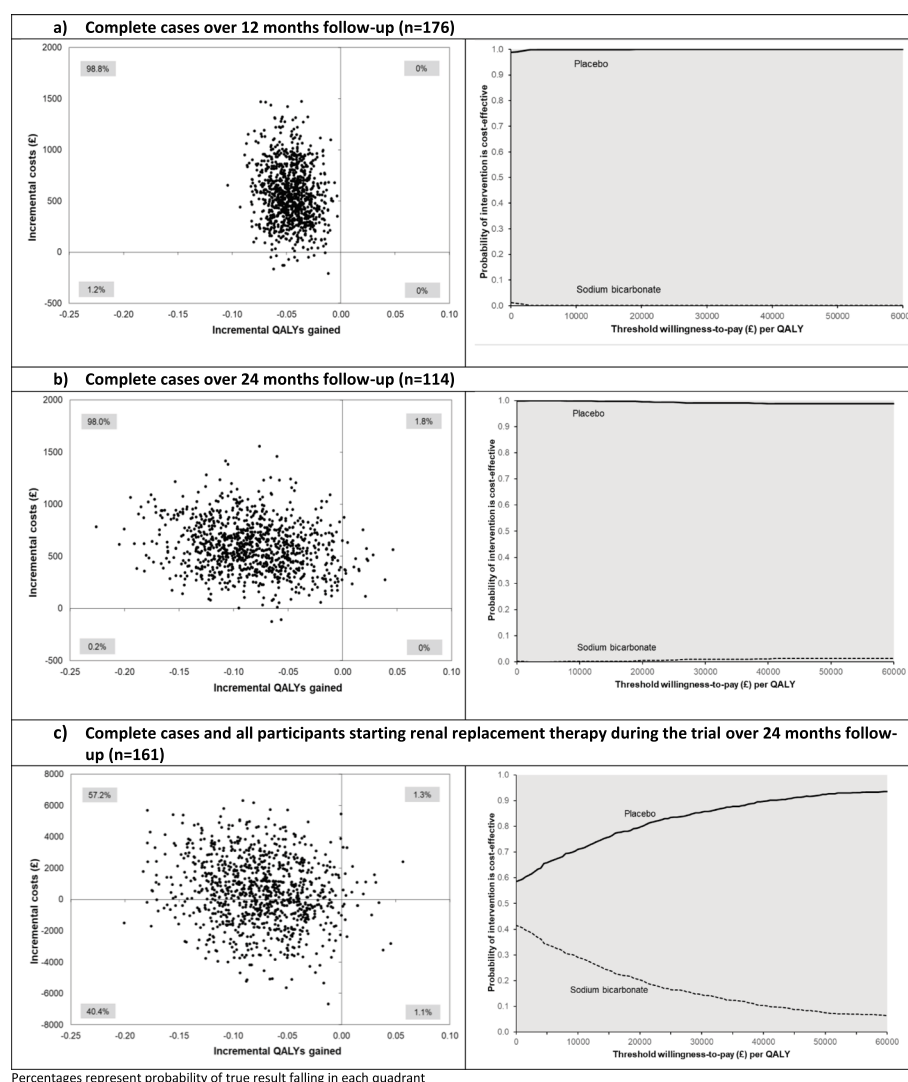 a) Complete cases over 12 months follow-up (n=176)
2000
1500
1000
500
0
-500
98.8%
0%
1.2%
0%
-0.25 -0.20 -0.15 -0.10 -0.05 0.00 0.05 0.10
Incremental QALYs gained
Incremental costs (£)
1.0
0.9
0.8
0.7
0.6
0.5
0.4
0.3
0.2
0.1
0.0
Placebo
Sodium bicarbonate
0 10000 20000 30000 40000 50000 60000
Threshold willingness-to-pay (£) per QALY
Probability of intervention is cost-effective
b) Complete cases over 24 months follow-up (n=114)
2000
1500
1000
500
0
-500
98.0%
1.8%
0.2%
0%
-0.25 -0.20 -0.15 -0.10 -0.05 0.00 0.05 0.10
Incremental QALYs gained
Incremental costs (£)
1.0
0.9
0.8
0.7
0.6
0.5
0.4
0.3
0.2
0.1
0.0
Placebo
Sodium bicarbonate
0 10000 20000 30000 40000 50000 60000
Threshold willingness-to-pay (£) per QALY
Probability of intervention is cost-effective
c) Complete cases and all participants starting renal replacement therapy during the trial over 24 months follow-
up (n=161)
8000
6000
4000
2000
0
-2000
-4000
-6000
-8000
57.2%
1.3%
40.4%
1.1%
-0.25 -0.20 -0.15 -0.10 -0.05 0.00 0.05 0.10
Incremental QALYs gained
Incremental costs (£)
1.0
0.9
0.8
0.7
0.6
0.5
0.4
0.3
0.2
0.1
0.0
Placebo
Sodium bicarbonate
0 10000 20000 30000 40000 50000 60000
Threshold willingness-to-pay (£) per QALY
Probability of intervention is cost-effective
Percentages represent probability of true result falling in each quadrant